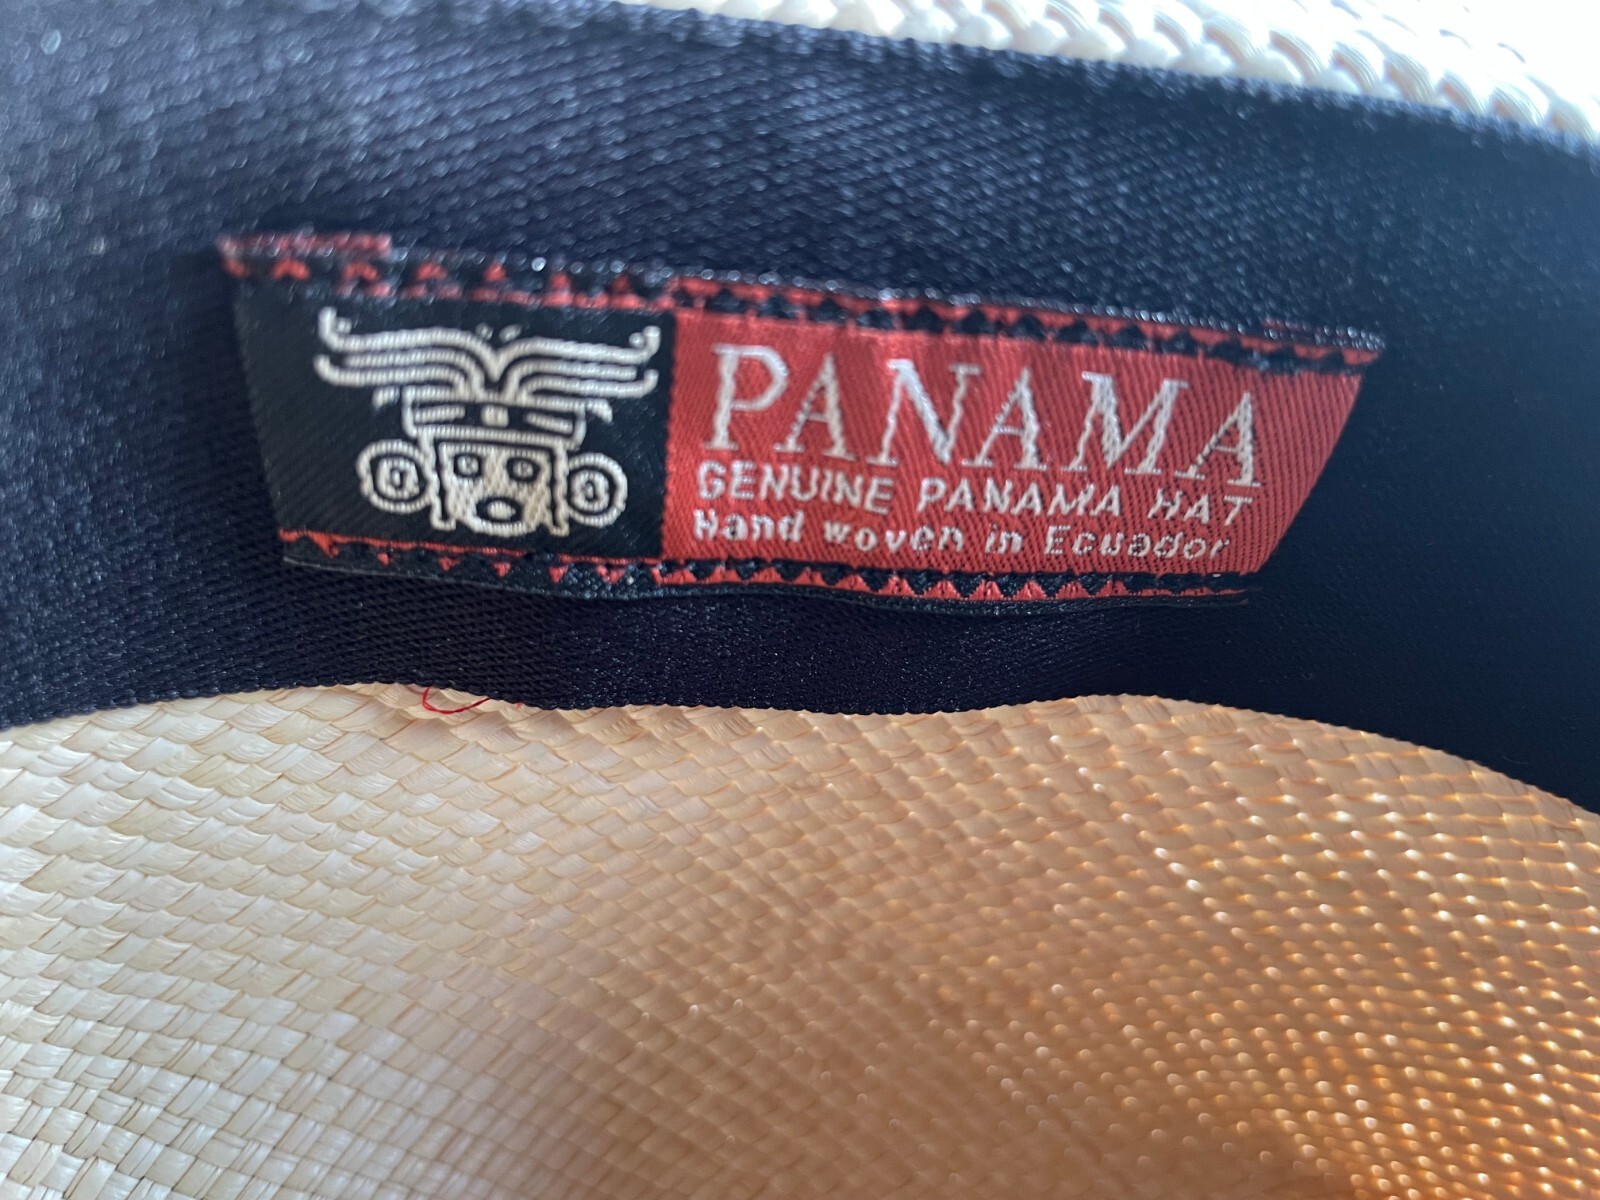 PANAMA
GENUINE PANAMA HAT
Hand woven in Ecuador